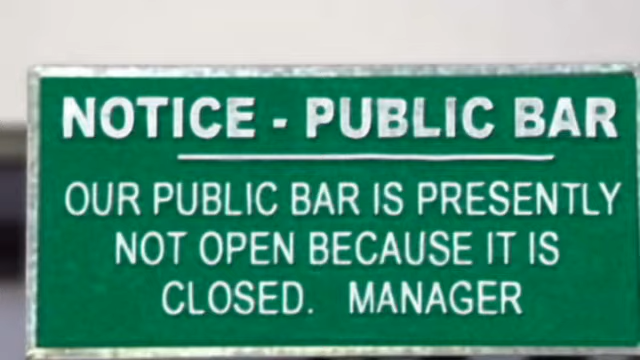 NOTICE - PUBLIC BAR
OUR PUBLIC BAR IS PRESENTLY
NOT OPEN BECAUSE IT IS
CLOSED. MANAGER